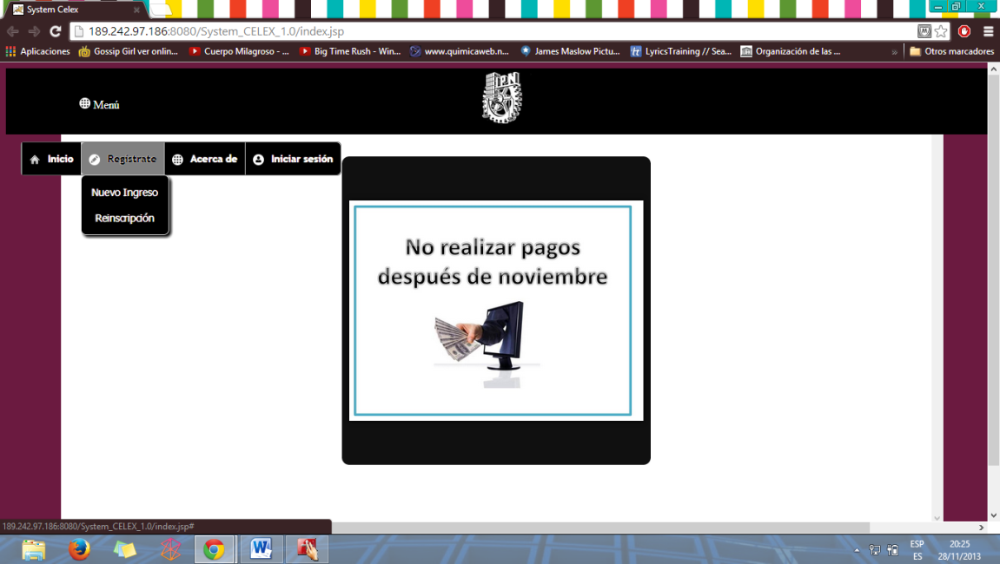 System Celex
189.242.97.186:8080/System_CELEX_1.0/index.jsp
Aplicaciones
Gossip Girl ver onlin...
Cuerpo Milagroso - ...
Big Time Rush - Win...
www.quimicaweb.n...
James Maslow Pictu...
LyricsTraining // Sea...
Organización de las ...
»
Otros marcadores
Menú
IPN
Inicio
Regístrate
Acerca de
Iniciar sesión
Nuevo Ingreso
Reinscripción
No realizar pagos
después de noviembre
189.242.97.186:8080/System_CELEX_1.0/index.jsp#
ESP
ES
20:25
28/11/2013